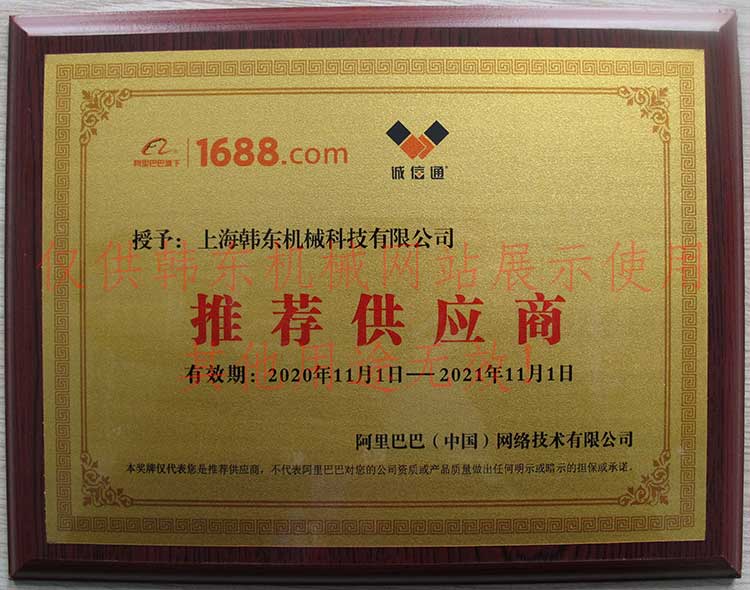 阿里巴巴旗下 1688.com 诚信通
授予：上海韩东机械科技有限公司
仅供韩东机械网站展示使用
推荐供应商
其他用途无效！
有效期：2020年11月1日——2021年11月1日
阿里巴巴（中国）网络技术有限公司
本奖牌仅代表您是推荐供应商，不代表阿里巴巴对您的公司资质或产品质量做出任何明示或暗示的担保或承诺。